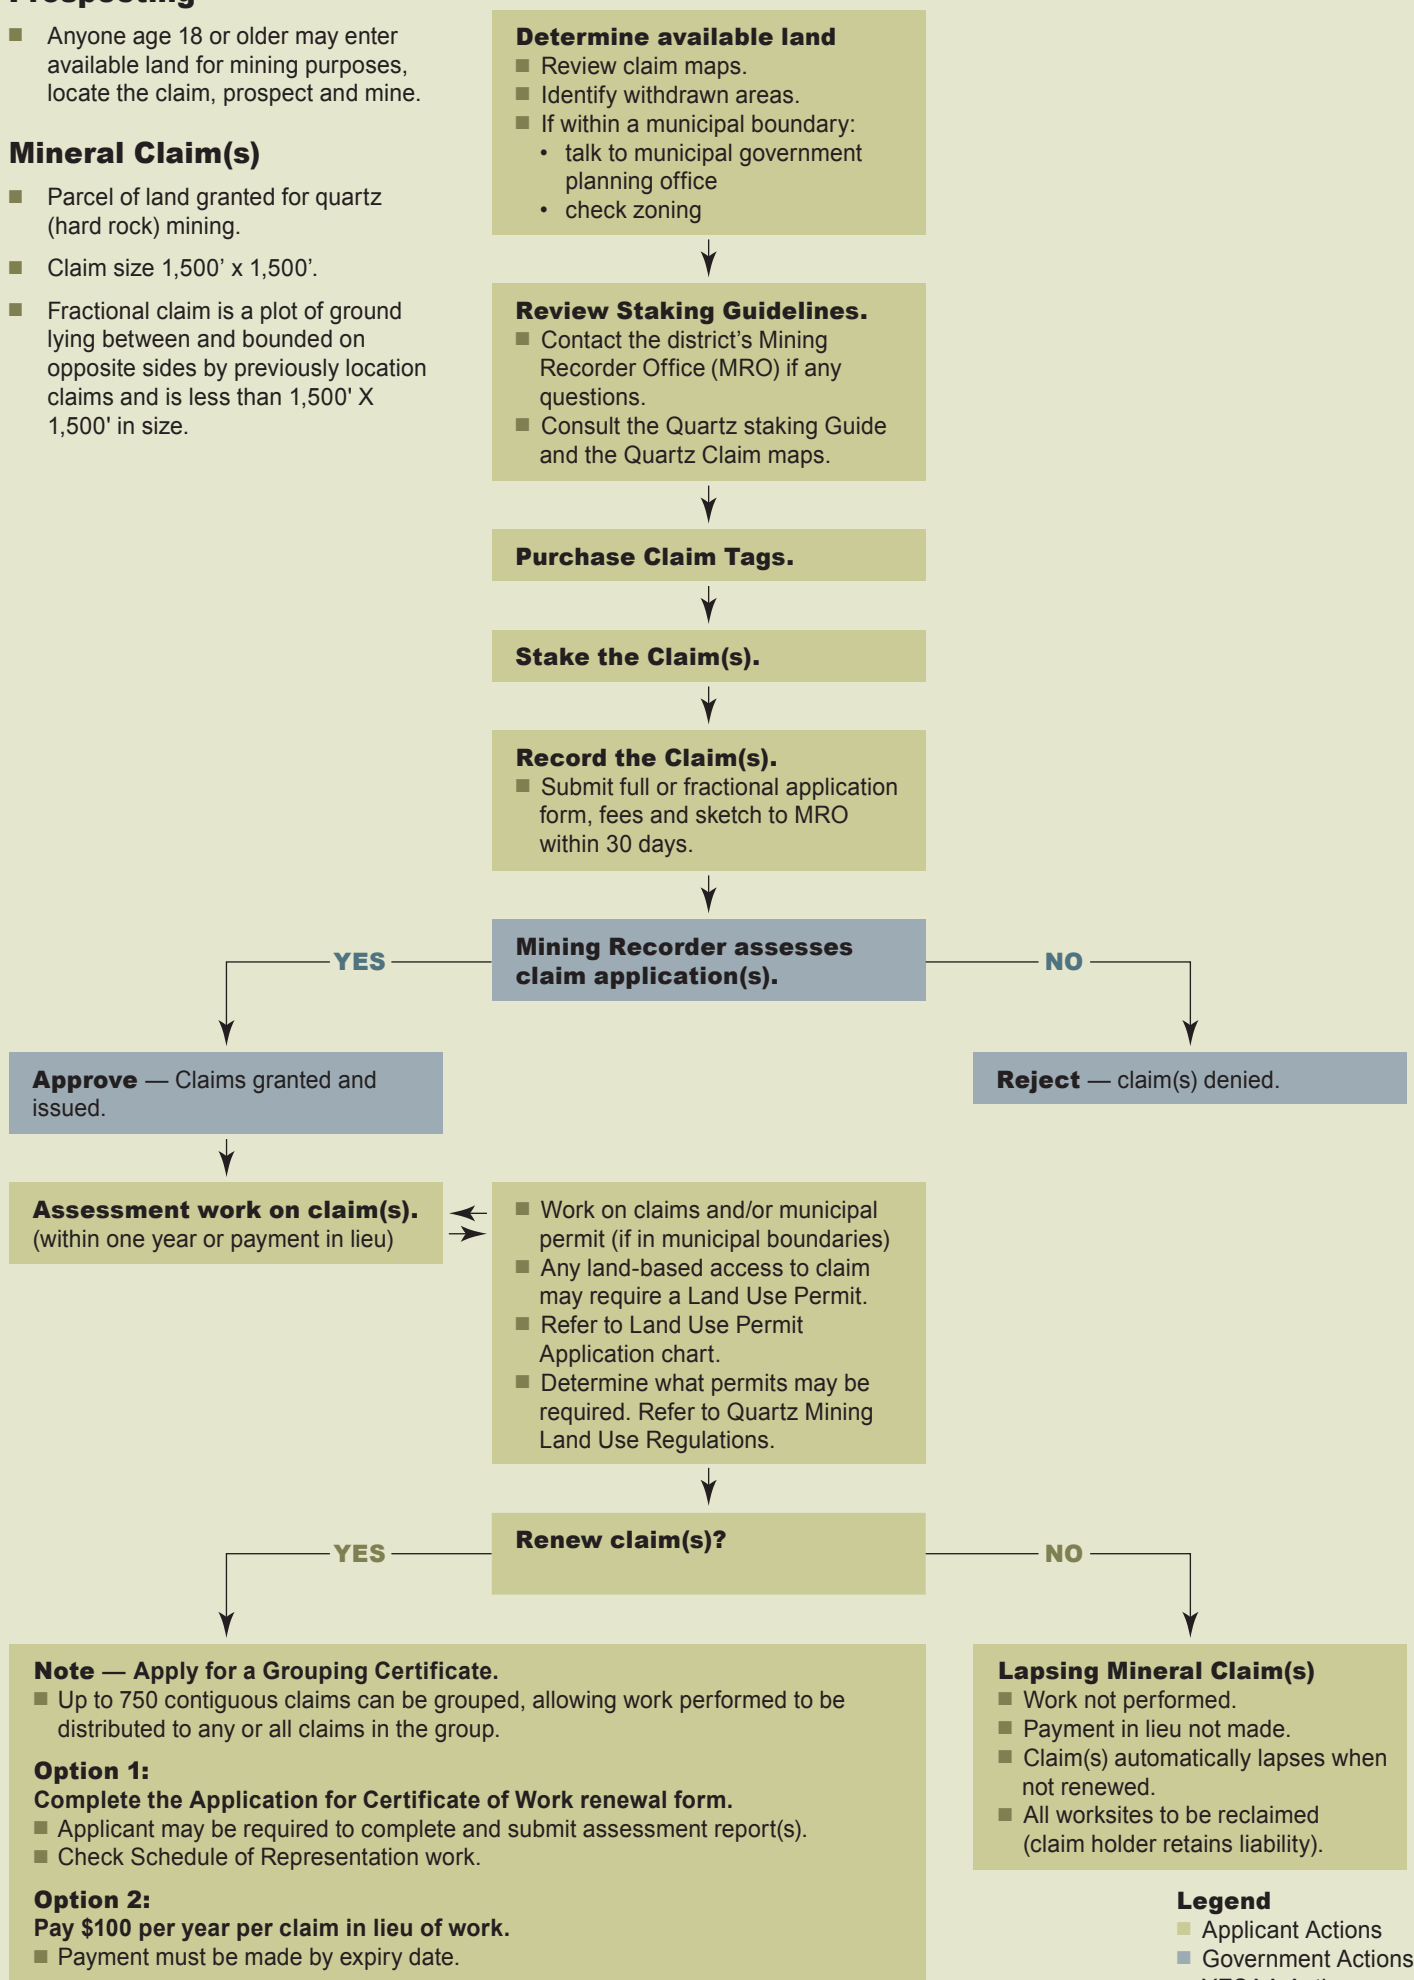 ■ Anyone age 18 or older may enter
available land for mining purposes,
locate the claim, prospect and mine.
Mineral Claim(s)
■ Parcel of land granted for quartz
(hard rock) mining.
■ Claim size 1,500’ x 1,500’.
■ Fractional claim is a plot of ground
lying between and bounded on
opposite sides by previously location
claims and is less than 1,500' X
1,500' in size.
Determine available land
■ Review claim maps.
■ Identify withdrawn areas.
■ If within a municipal boundary:
• talk to municipal government
planning office
• check zoning
Review Staking Guidelines.
■ Contact the district’s Mining
Recorder Office (MRO) if any
questions.
■ Consult the Quartz staking Guide
and the Quartz Claim maps.
Purchase Claim Tags.
Stake the Claim(s).
Record the Claim(s).
■ Submit full or fractional application
form, fees and sketch to MRO
within 30 days.
Mining Recorder assesses
claim application(s).
YES
NO
Approve — Claims granted and
issued.
Reject — claim(s) denied.
Assessment work on claim(s).
(within one year or payment in lieu)
■ Work on claims and/or municipal
permit (if in municipal boundaries)
■ Any land-based access to claim
may require a Land Use Permit.
■ Refer to Land Use Permit
Application chart.
■ Determine what permits may be
required. Refer to Quartz Mining
Land Use Regulations.
Renew claim(s)?
YES
NO
Note — Apply for a Grouping Certificate.
■ Up to 750 contiguous claims can be grouped, allowing work performed to be
distributed to any or all claims in the group.
Option 1:
Complete the Application for Certificate of Work renewal form.
■ Applicant may be required to complete and submit assessment report(s).
■ Check Schedule of Representation work.
Option 2:
Pay $100 per year per claim in lieu of work.
■ Payment must be made by expiry date.
Lapsing Mineral Claim(s)
■ Work not performed.
■ Payment in lieu not made.
■ Claim(s) automatically lapses when
not renewed.
■ All worksites to be reclaimed
(claim holder retains liability).
Legend
■ Applicant Actions
■ Government Actions